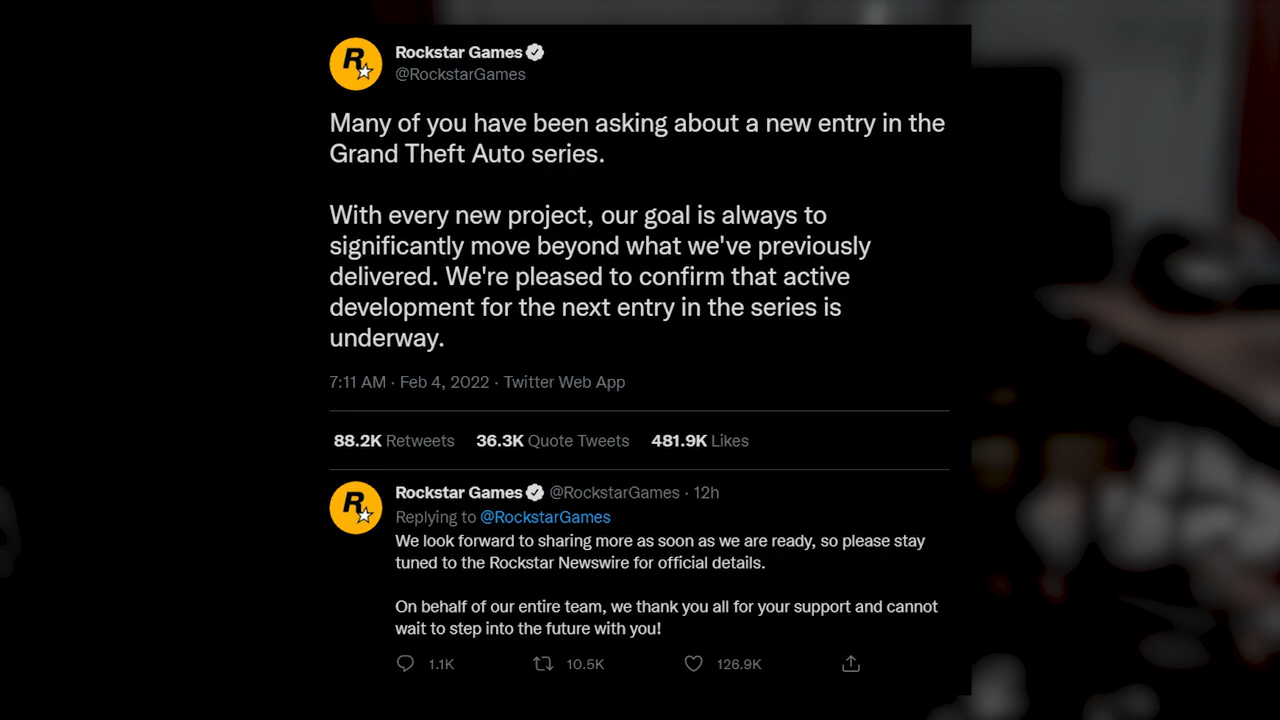 Rockstar Games
@RockstarGames
Many of you have been asking about a new entry in the
Grand Theft Auto series.
With every new project, our goal is always to
significantly move beyond what we've previously
delivered. We're pleased to confirm that active
development for the next entry in the series is
underway.
7:11 AM · Feb 4, 2022 · Twitter Web App
88.2K Retweets 36.3K Quote Tweets 481.9K Likes
Rockstar Games @RockstarGames · 12h
Replying to @RockstarGames
We look forward to sharing more as soon as we are ready, so please stay
tuned to the Rockstar Newswire for official details.
On behalf of our entire team, we thank you all for your support and cannot
wait to step into the future with you!
1.1K 10.5K 126.9K